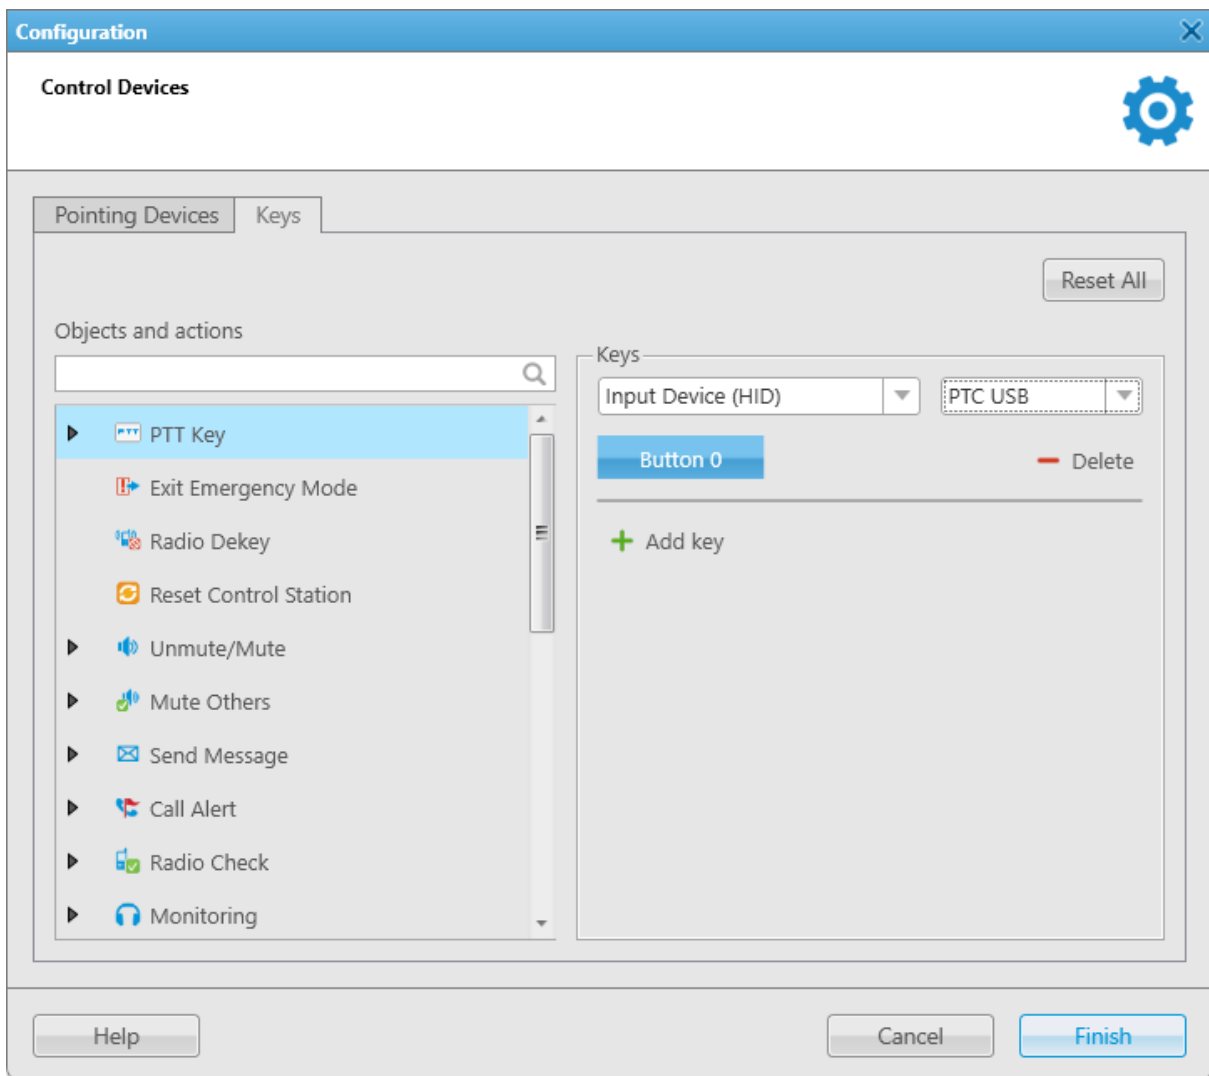 Configuration
Control Devices
Pointing Devices
Keys
Reset All
Objects and actions
PTT Key
Exit Emergency Mode
Radio Dekey
Reset Control Station
Unmute/Mute
Mute Others
Send Message
Call Alert
Radio Check
Monitoring
Keys
Input Device (HID)
PTC USB
Button 0
Delete
Add key
Help
Cancel
Finish